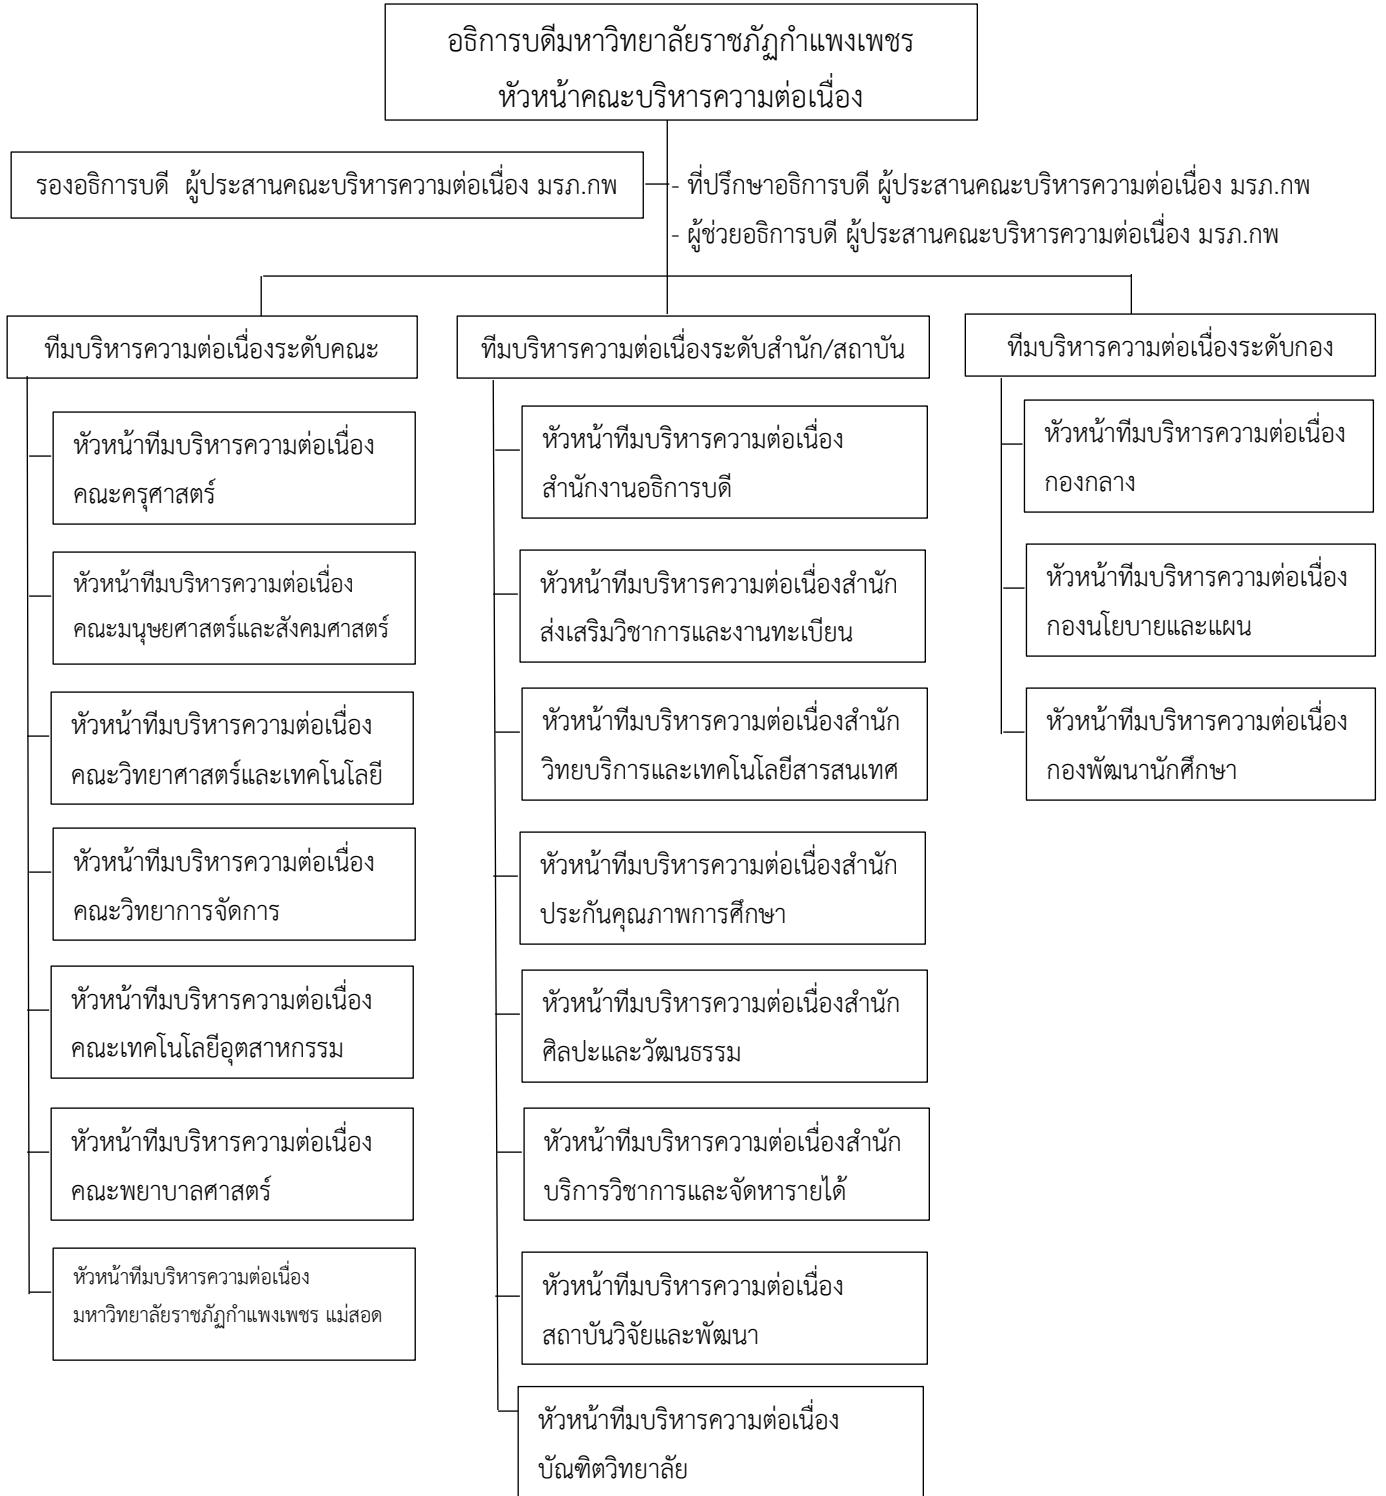 อธิการบดีมหาวิทยาลัยราชภัฏกำแพงเพชร
หัวหน้าคณะบริหารความต่อเนื่อง
รองอธิการบดี ผู้ประสานคณะบริหารความต่อเนื่อง มรภ.กพ
- ที่ปรึกษาอธิการบดี ผู้ประสานคณะบริหารความต่อเนื่อง มรภ.กพ
- ผู้ช่วยอธิการบดี ผู้ประสานคณะบริหารความต่อเนื่อง มรภ.กพ
ทีมบริหารความต่อเนื่องระดับคณะ
หัวหน้าทีมบริหารความต่อเนื่อง
คณะครุศาสตร์
หัวหน้าทีมบริหารความต่อเนื่อง
คณะมนุษยศาสตร์และสังคมศาสตร์
หัวหน้าทีมบริหารความต่อเนื่อง
คณะวิทยาศาสตร์และเทคโนโลยี
หัวหน้าทีมบริหารความต่อเนื่อง
คณะวิทยาการจัดการ
หัวหน้าทีมบริหารความต่อเนื่อง
คณะเทคโนโลยีอุตสาหกรรม
หัวหน้าทีมบริหารความต่อเนื่อง
คณะพยาบาลศาสตร์
หัวหน้าทีมบริหารความต่อเนื่อง
มหาวิทยาลัยราชภัฏกำแพงเพชร แม่สอด
ทีมบริหารความต่อเนื่องระดับสำนัก/สถาบัน
หัวหน้าทีมบริหารความต่อเนื่อง
สำนักงานอธิการบดี
หัวหน้าทีมบริหารความต่อเนื่องสำนัก
ส่งเสริมวิชาการและงานทะเบียน
หัวหน้าทีมบริหารความต่อเนื่องสำนัก
วิทยบริการและเทคโนโลยีสารสนเทศ
หัวหน้าทีมบริหารความต่อเนื่องสำนัก
ประกันคุณภาพการศึกษา
หัวหน้าทีมบริหารความต่อเนื่องสำนัก
ศิลปะและวัฒนธรรม
หัวหน้าทีมบริหารความต่อเนื่องสำนัก
บริการวิชาการและจัดหารายได้
หัวหน้าทีมบริหารความต่อเนื่อง
สถาบันวิจัยและพัฒนา
หัวหน้าทีมบริหารความต่อเนื่อง
บัณฑิตวิทยาลัย
ทีมบริหารความต่อเนื่องระดับกอง
หัวหน้าทีมบริหารความต่อเนื่อง
กองกลาง
หัวหน้าทีมบริหารความต่อเนื่อง
กองนโยบายและแผน
หัวหน้าทีมบริหารความต่อเนื่อง
กองพัฒนานักศึกษา